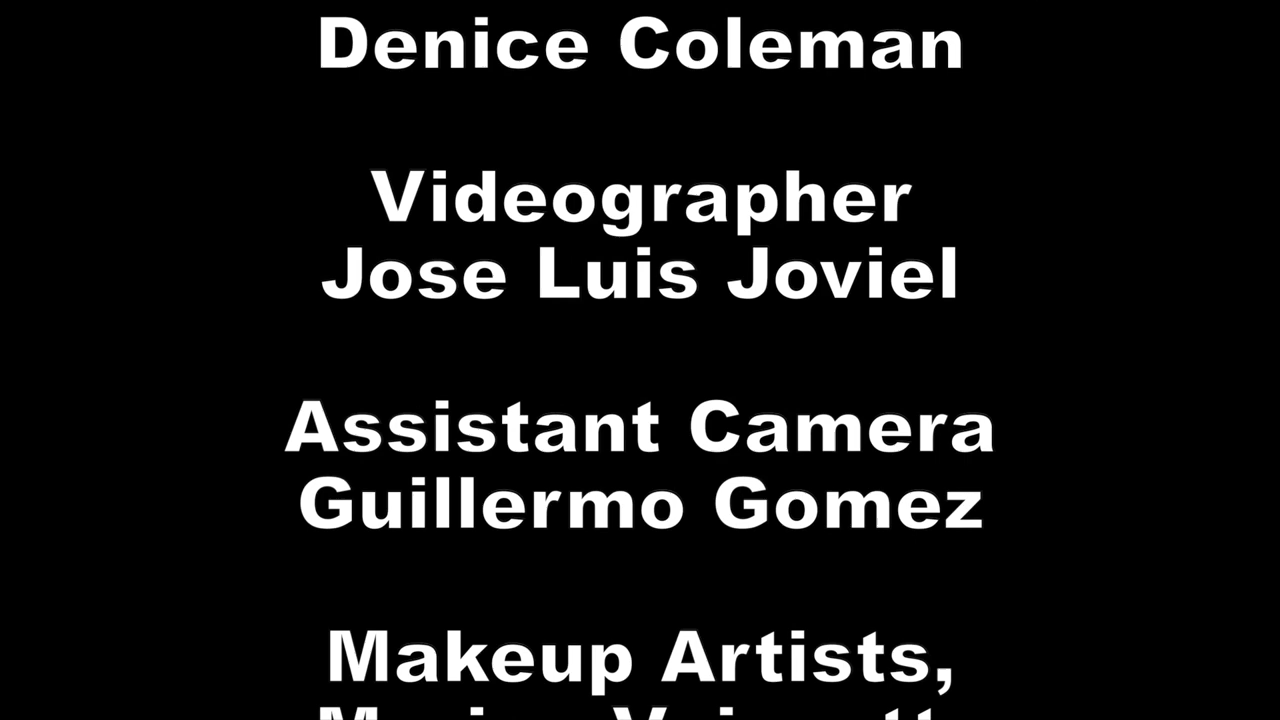 Denice Coleman
Videographer
Jose Luis Joviel
Assistant Camera
Guillermo Gomez
Makeup Artists,